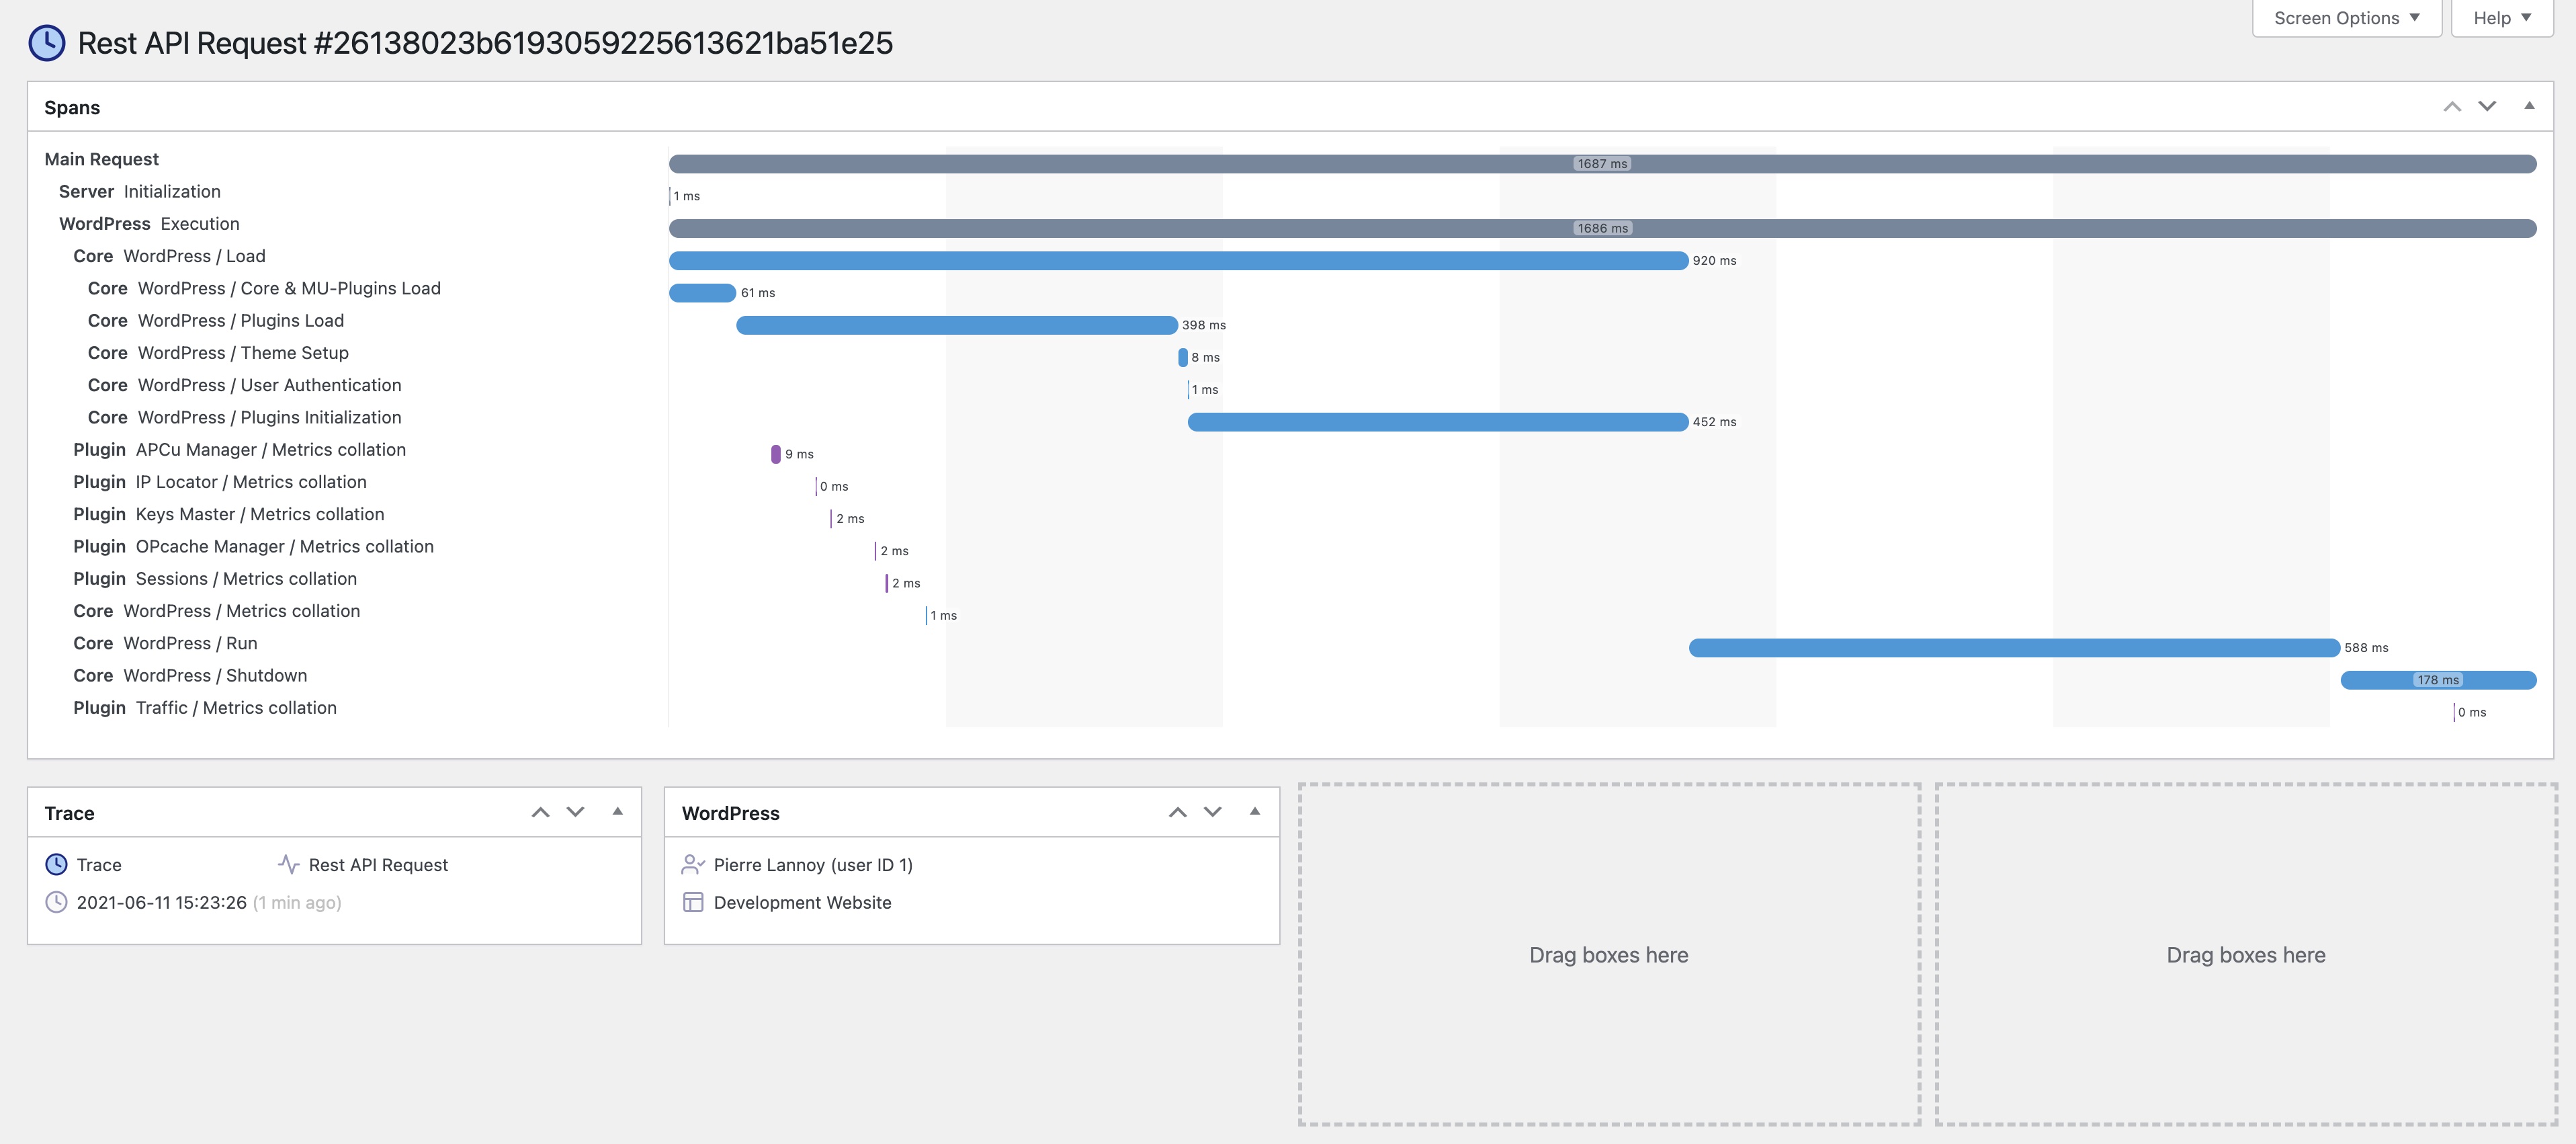 Screen Options
Help
Rest API Request #26138023b6193059225613621ba51e25
Spans
Main Request 1687 ms
Server Initialization 1 ms
WordPress Execution 1686 ms
Core WordPress / Load 920 ms
Core WordPress / Core & MU-Plugins Load 61 ms
Core WordPress / Plugins Load 398 ms
Core WordPress / Theme Setup 8 ms
Core WordPress / User Authentication 1 ms
Core WordPress / Plugins Initialization 452 ms
Plugin APCu Manager / Metrics collation 9 ms
Plugin IP Locator / Metrics collation 0 ms
Plugin Keys Master / Metrics collation 2 ms
Plugin OPcache Manager / Metrics collation 2 ms
Plugin Sessions / Metrics collation 2 ms
Core WordPress / Metrics collation 1 ms
Core WordPress / Run 588 ms
Core WordPress / Shutdown 178 ms
Plugin Traffic / Metrics collation 0 ms
Trace
Trace Rest API Request
2021-06-11 15:23:26 (1 min ago)
WordPress
Pierre Lannoy (user ID 1)
Development Website
Drag boxes here
Drag boxes here